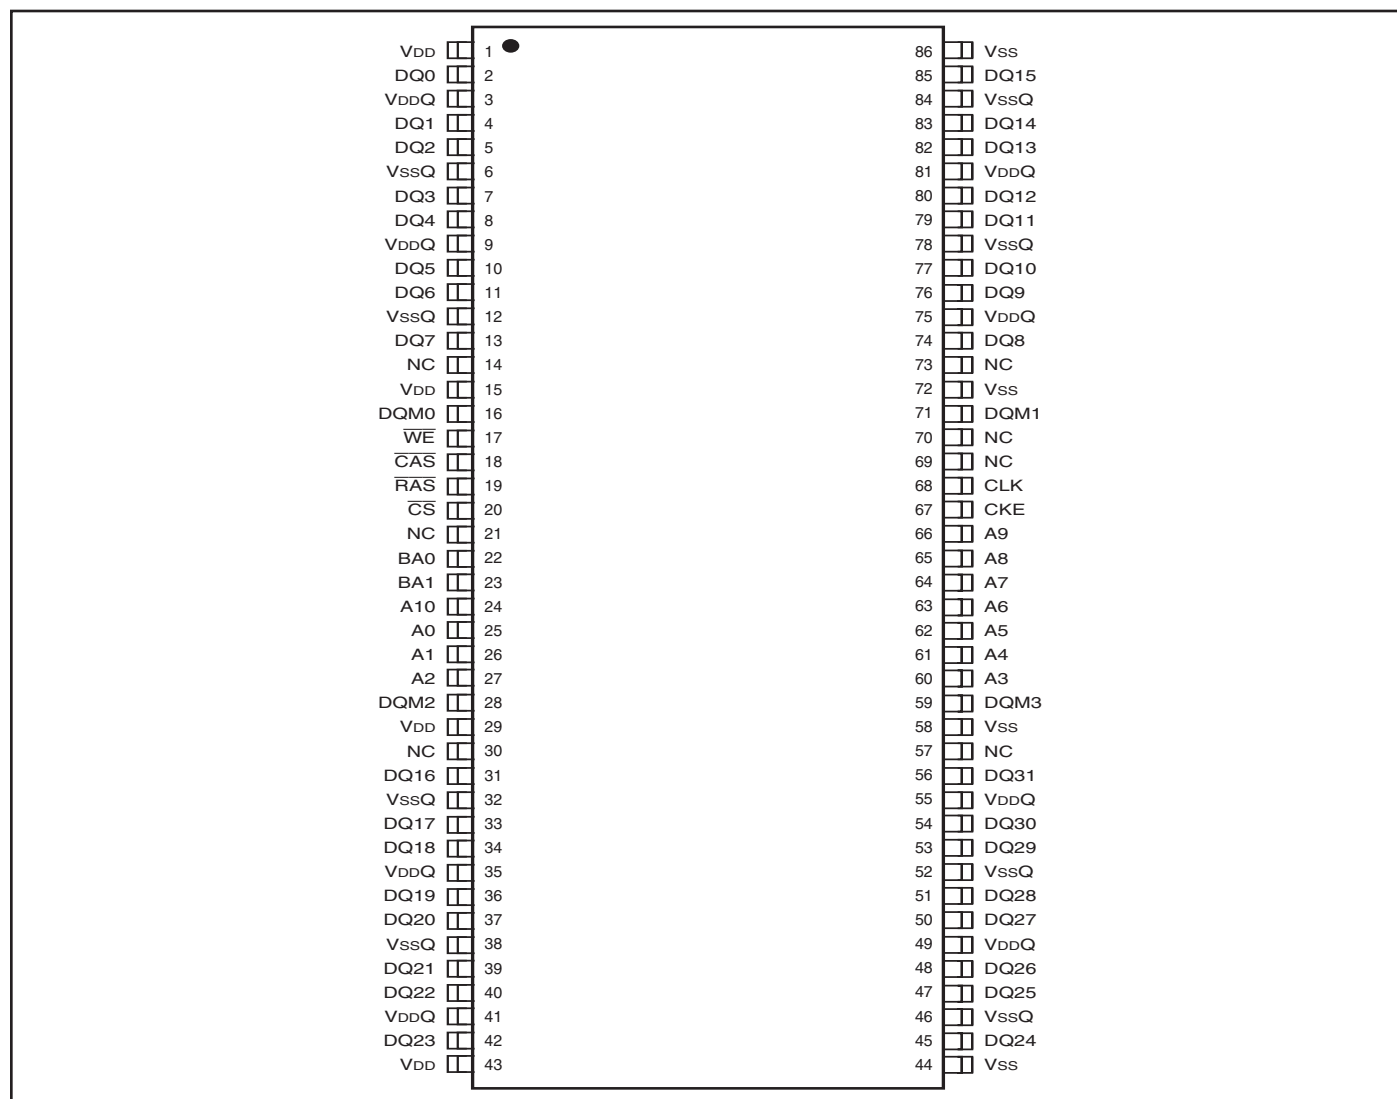 VDD 1 86 VSS
DQ0 2 85 DQ15
VDDQ 3 84 VSSQ
DQ1 4 83 DQ14
DQ2 5 82 DQ13
VSSQ 6 81 VDDQ
DQ3 7 80 DQ12
DQ4 8 79 DQ11
VDDQ 9 78 VSSQ
DQ5 10 77 DQ10
DQ6 11 76 DQ9
VSSQ 12 75 VDDQ
DQ7 13 74 DQ8
NC 14 73 NC
VDD 15 72 VSS
DQM0 16 71 DQM1
W̅E̅ 17 70 NC
C̅A̅S̅ 18 69 NC
R̅A̅S̅ 19 68 CLK
C̅S̅ 20 67 CKE
NC 21 66 A9
BA0 22 65 A8
BA1 23 64 A7
A10 24 63 A6
A0 25 62 A5
A1 26 61 A4
A2 27 60 A3
DQM2 28 59 DQM3
VDD 29 58 VSS
NC 30 57 NC
DQ16 31 56 DQ31
VSSQ 32 55 VDDQ
DQ17 33 54 DQ30
DQ18 34 53 DQ29
VDDQ 35 52 VSSQ
DQ19 36 51 DQ28
DQ20 37 50 DQ27
VSSQ 38 49 VDDQ
DQ21 39 48 DQ26
DQ22 40 47 DQ25
VDDQ 41 46 VSSQ
DQ23 42 45 DQ24
VDD 43 44 VSS